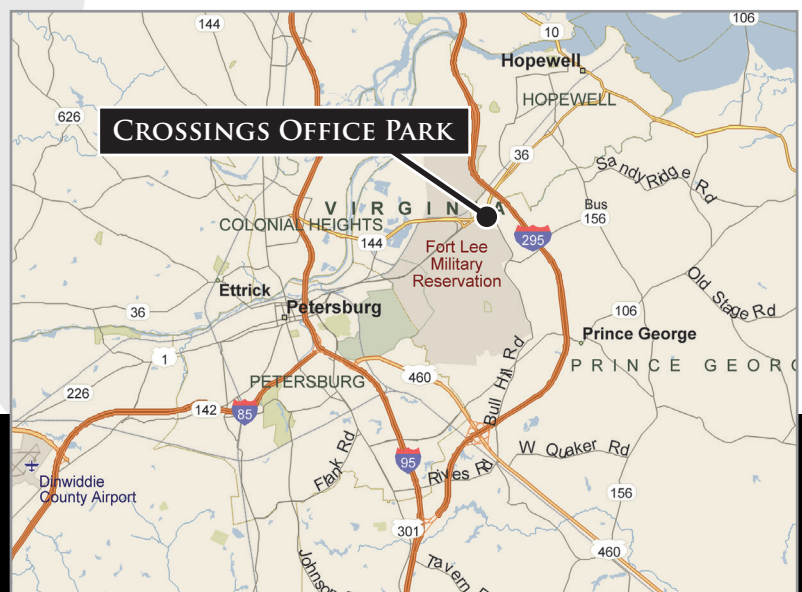 144
106
10
Hopewell
HOPEWELL
626
CROSSINGS OFFICE PARK
36
Sandy Ridge Rd
VIRGINIA
Bus
156
COLONIAL HEIGHTS
144
295
Fort Lee
Military
Reservation
Old Stage Rd
Ettrick
36
Petersburg
106
Prince George
1
PRINCE GEORG
460
PETERSBURG
Bull Hill Rd
226
142
85
Flank Rd
95
W Quaker Rd
Rives Rd
Dinwiddie
County Airport
156
301
460
Johnso
Tavern